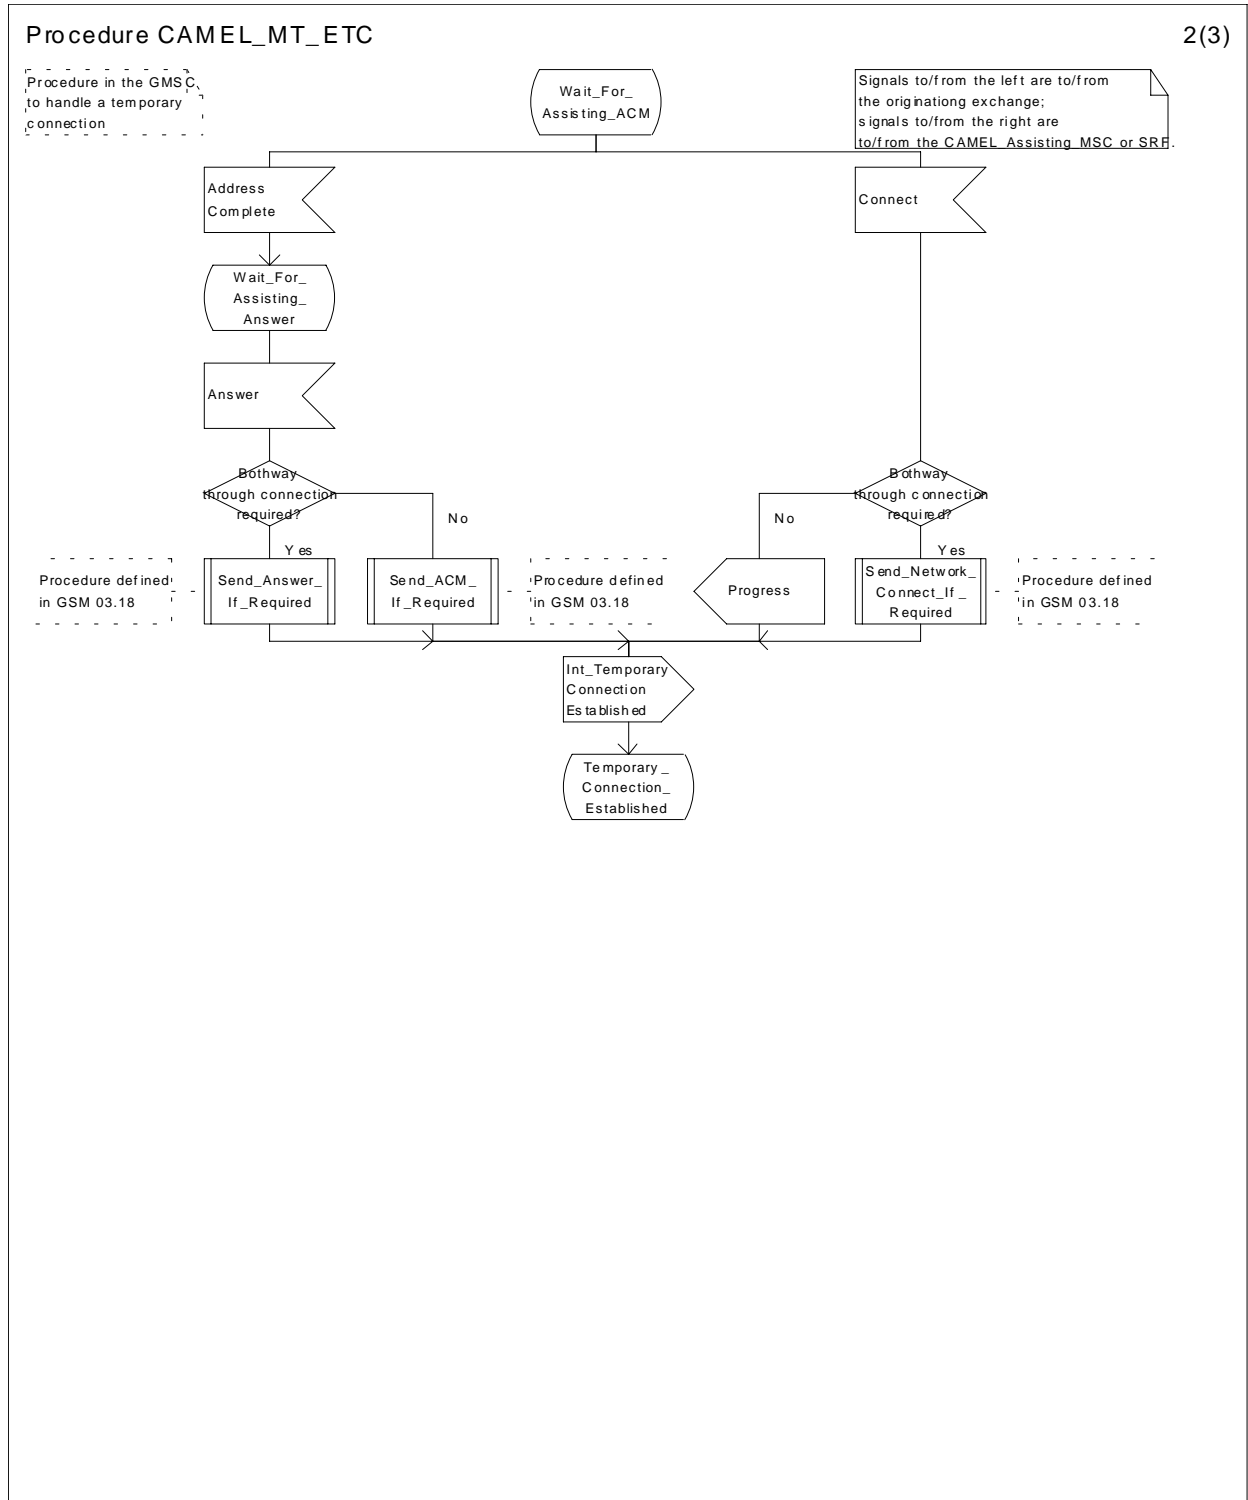 Procedure CAMEL_MT_ETC
2(3)
Procedure in the GMSC
to handle a temporary
connection
Wait_For_
Assisting_ACM
Signals to/from the left are to/from
the originationg exchange;
signals to/from the right are
to/from the CAMEL_Assisting_MSC or SRF.
Address
Complete
Connect
Wait_For_
Assisting_
Answer
Answer
Bothway
through connection
required?
Bothway
through connection
required?
No
No
Yes
Yes
Procedure defined
in GSM 03.18
Send_Answer_
If_Required
Send_ACM_
If_Required
Procedure defined
in GSM 03.18
Progress
Send_Network_
Connect_If_
Required
Procedure defined
in GSM 03.18
Int_Temporary
Connection
Established
Temporary_
Connection_
Established